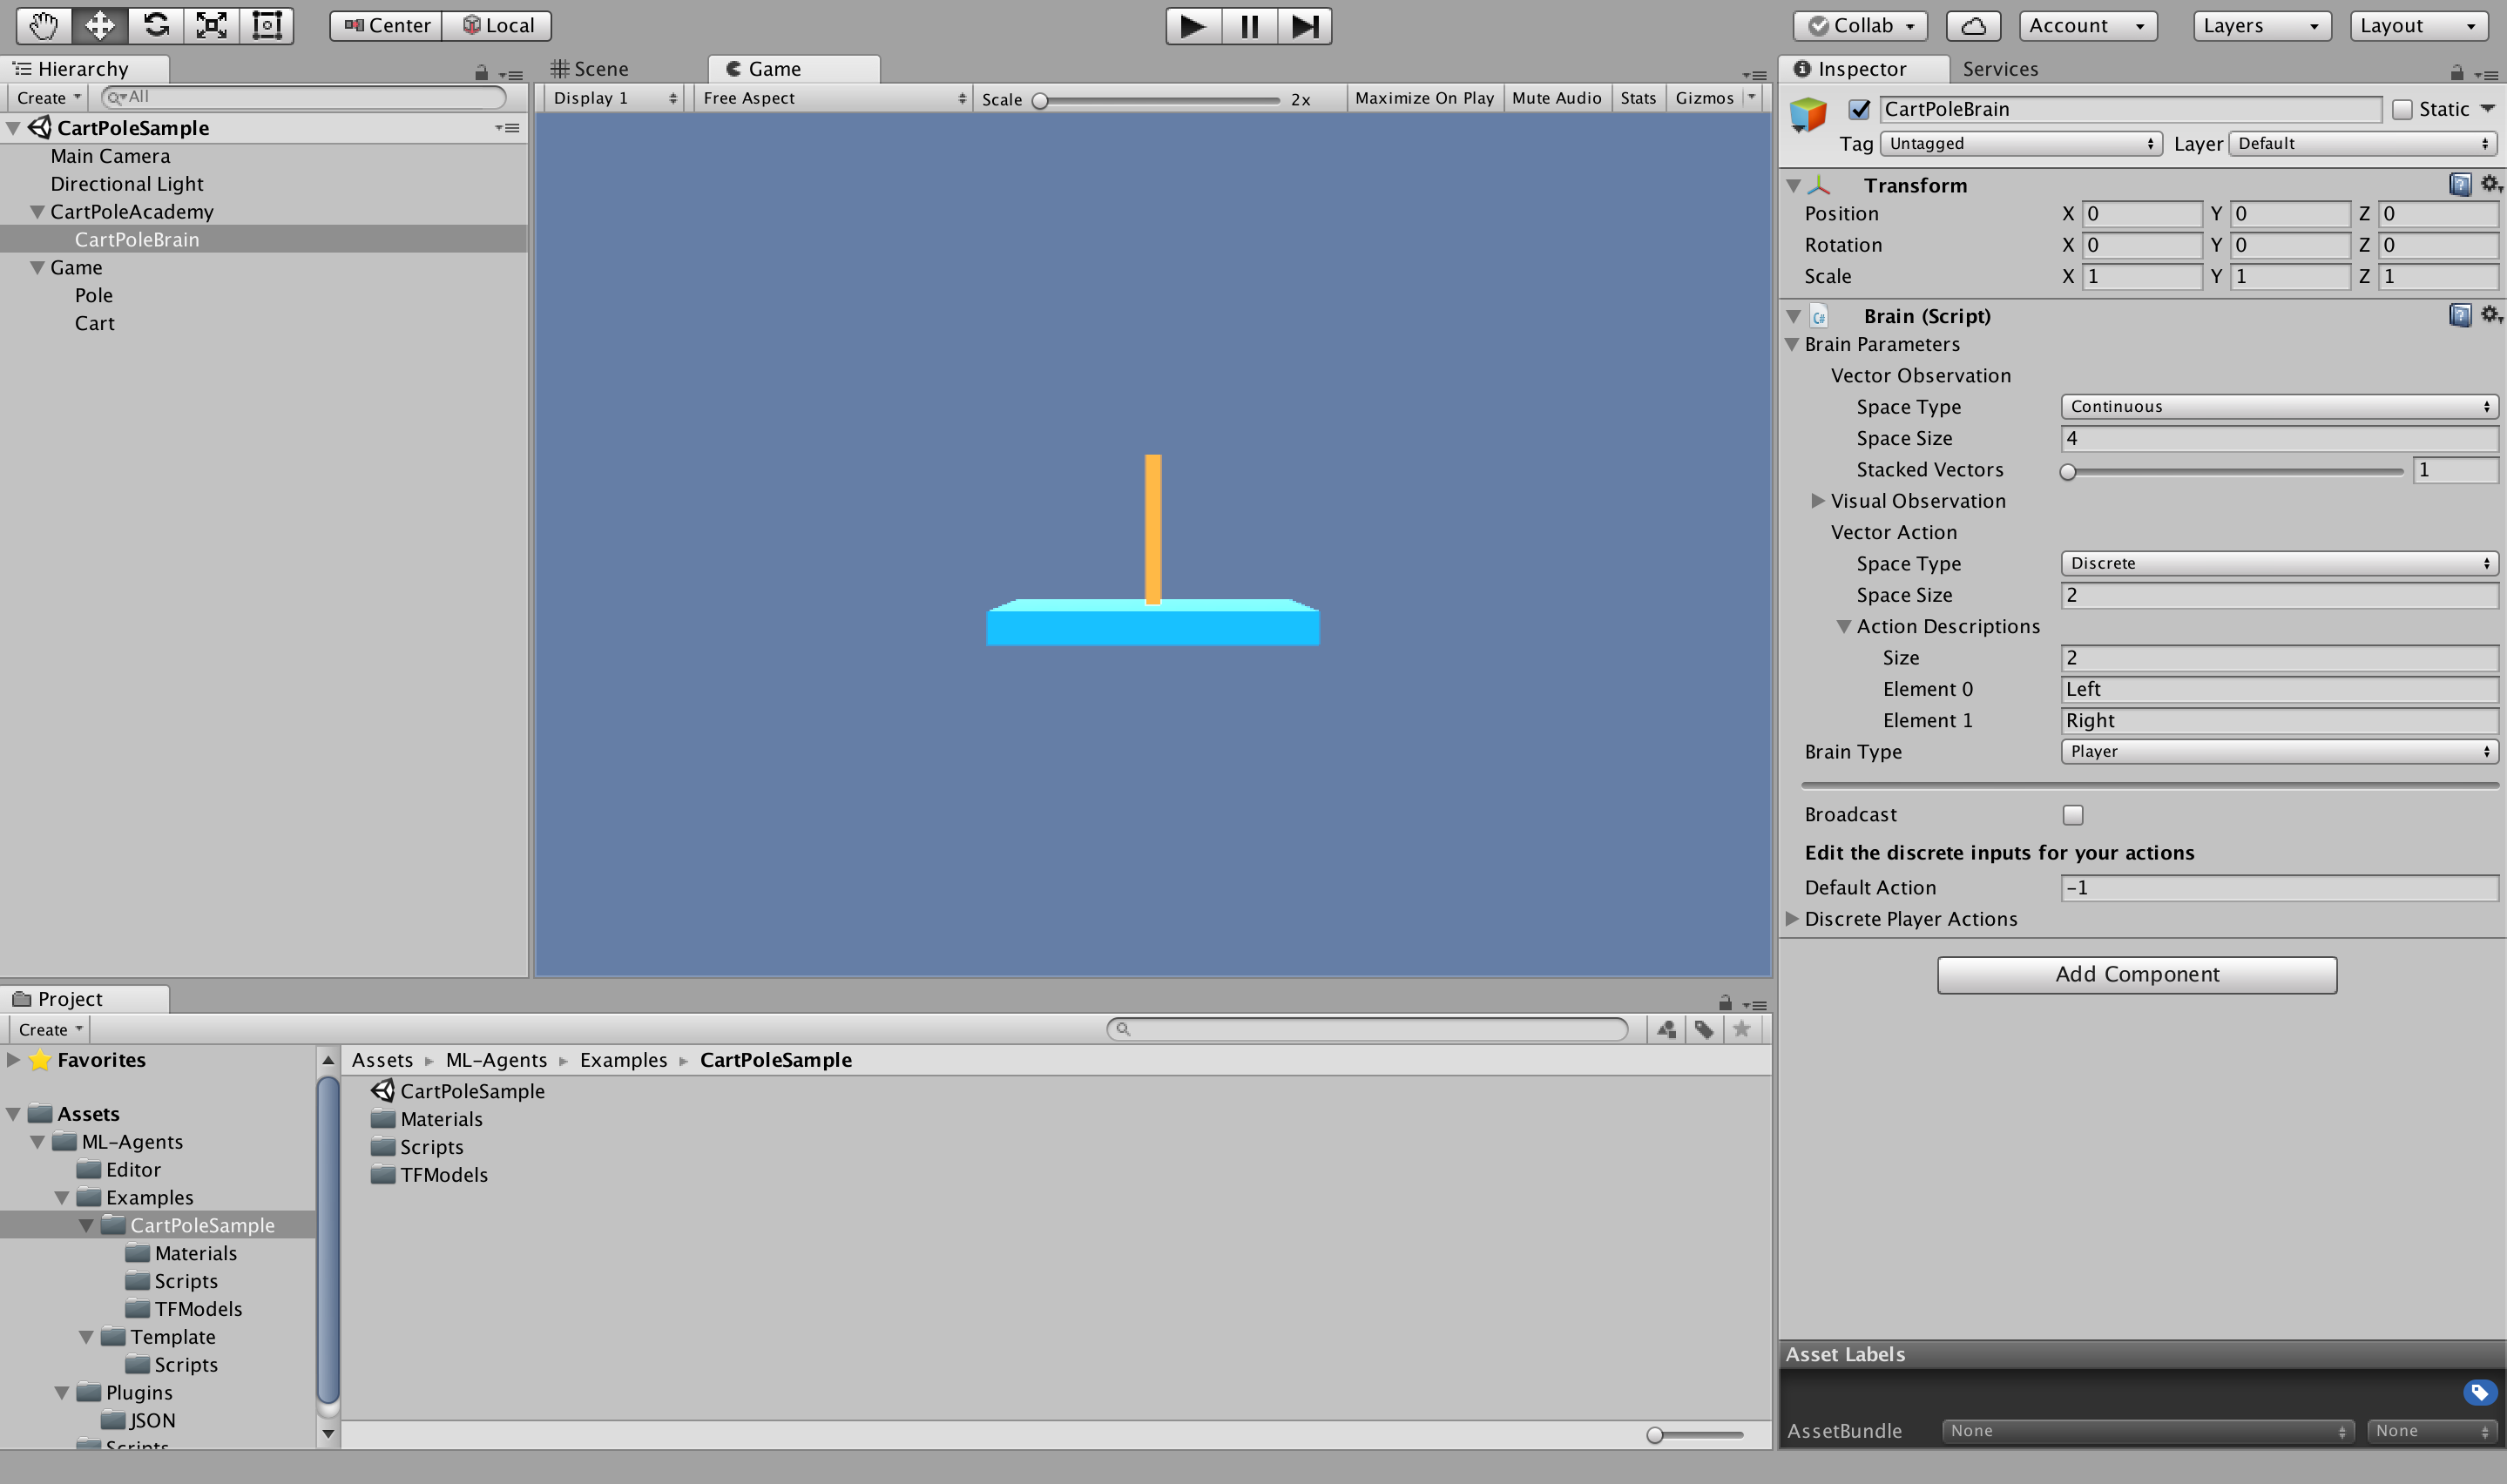 Center Local Collab Account Layers Layout
Hierarchy
Create All
CartPoleSample
Main Camera
Directional Light
CartPoleAcademy
CartPoleBrain
Game
Pole
Cart
Scene Game
Display 1 Free Aspect Scale 2x Maximize On Play Mute Audio Stats Gizmos
Inspector Services
CartPoleBrain Static
Tag Untagged Layer Default
Transform
Position X 0 Y 0 Z 0
Rotation X 0 Y 0 Z 0
Scale X 1 Y 1 Z 1
C# Brain (Script)
Brain Parameters
Vector Observation
Space Type Continuous
Space Size 4
Stacked Vectors 1
Visual Observation
Vector Action
Space Type Discrete
Space Size 2
Action Descriptions
Size 2
Element 0 Left
Element 1 Right
Brain Type Player
Broadcast
Edit the discrete inputs for your actions
Default Action -1
Discrete Player Actions
Add Component
Project
Create
Favorites
Assets
ML-Agents
Editor
Examples
CartPoleSample
Materials
Scripts
TFModels
Template
Scripts
Plugins
JSON
Scripts
Assets ML-Agents Examples CartPoleSample
CartPoleSample
Materials
Scripts
TFModels
Asset Labels
AssetBundle None None